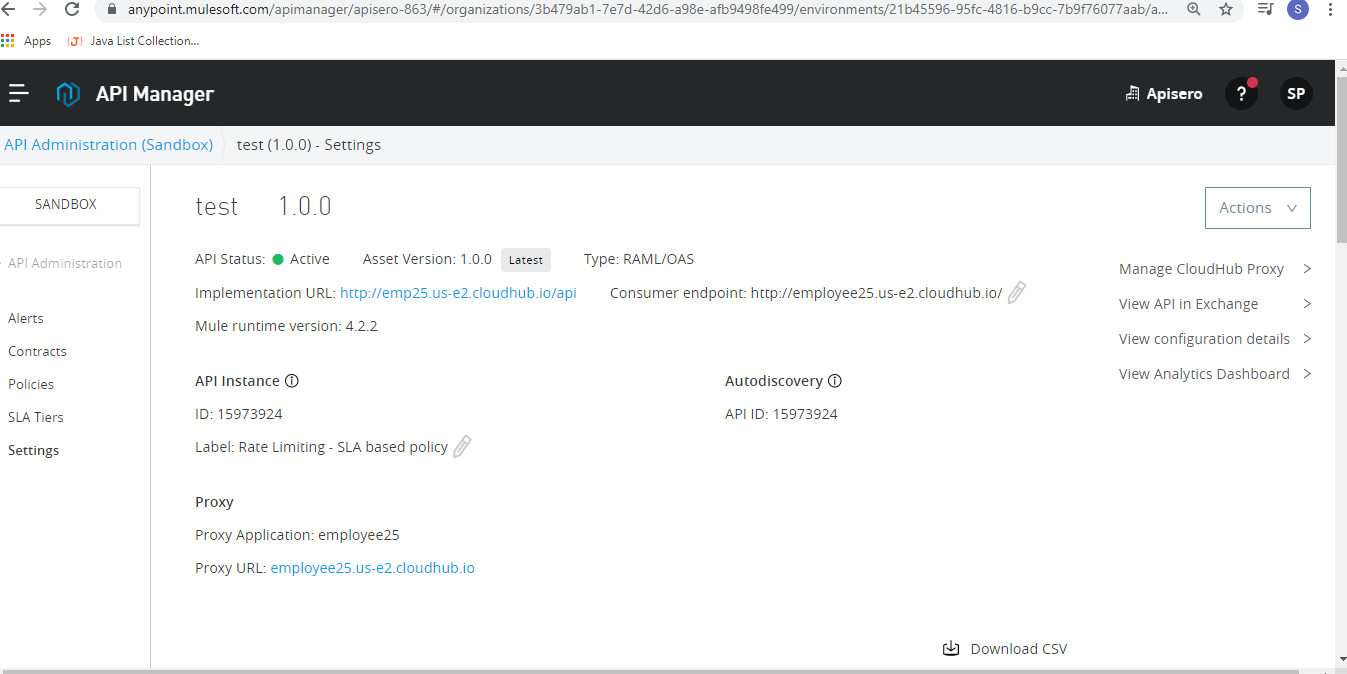 anypoint.mulesoft.com/apimanager/apisero-863/#/organizations/3b479ab1-7e7d-42d6-a98e-afb9498fe499/environments/21b45596-95fc-4816-b9cc-7b9f76077aab/a...
S
Apps
Java List Collection...
API Manager
Apisero
?
SP
API Administration (Sandbox)
test (1.0.0) - Settings
SANDBOX
API Administration
Alerts
Contracts
Policies
SLA Tiers
Settings
test 1.0.0
Actions
API Status: Active Asset Version: 1.0.0 Latest Type: RAML/OAS
Implementation URL: http://emp25.us-e2.cloudhub.io/api Consumer endpoint: http://employee25.us-e2.cloudhub.io/
Mule runtime version: 4.2.2
Manage CloudHub Proxy >
View API in Exchange >
View configuration details >
View Analytics Dashboard >
API Instance
ID: 15973924
Label: Rate Limiting - SLA based policy
Autodiscovery
API ID: 15973924
Proxy
Proxy Application: employee25
Proxy URL: employee25.us-e2.cloudhub.io
Download CSV